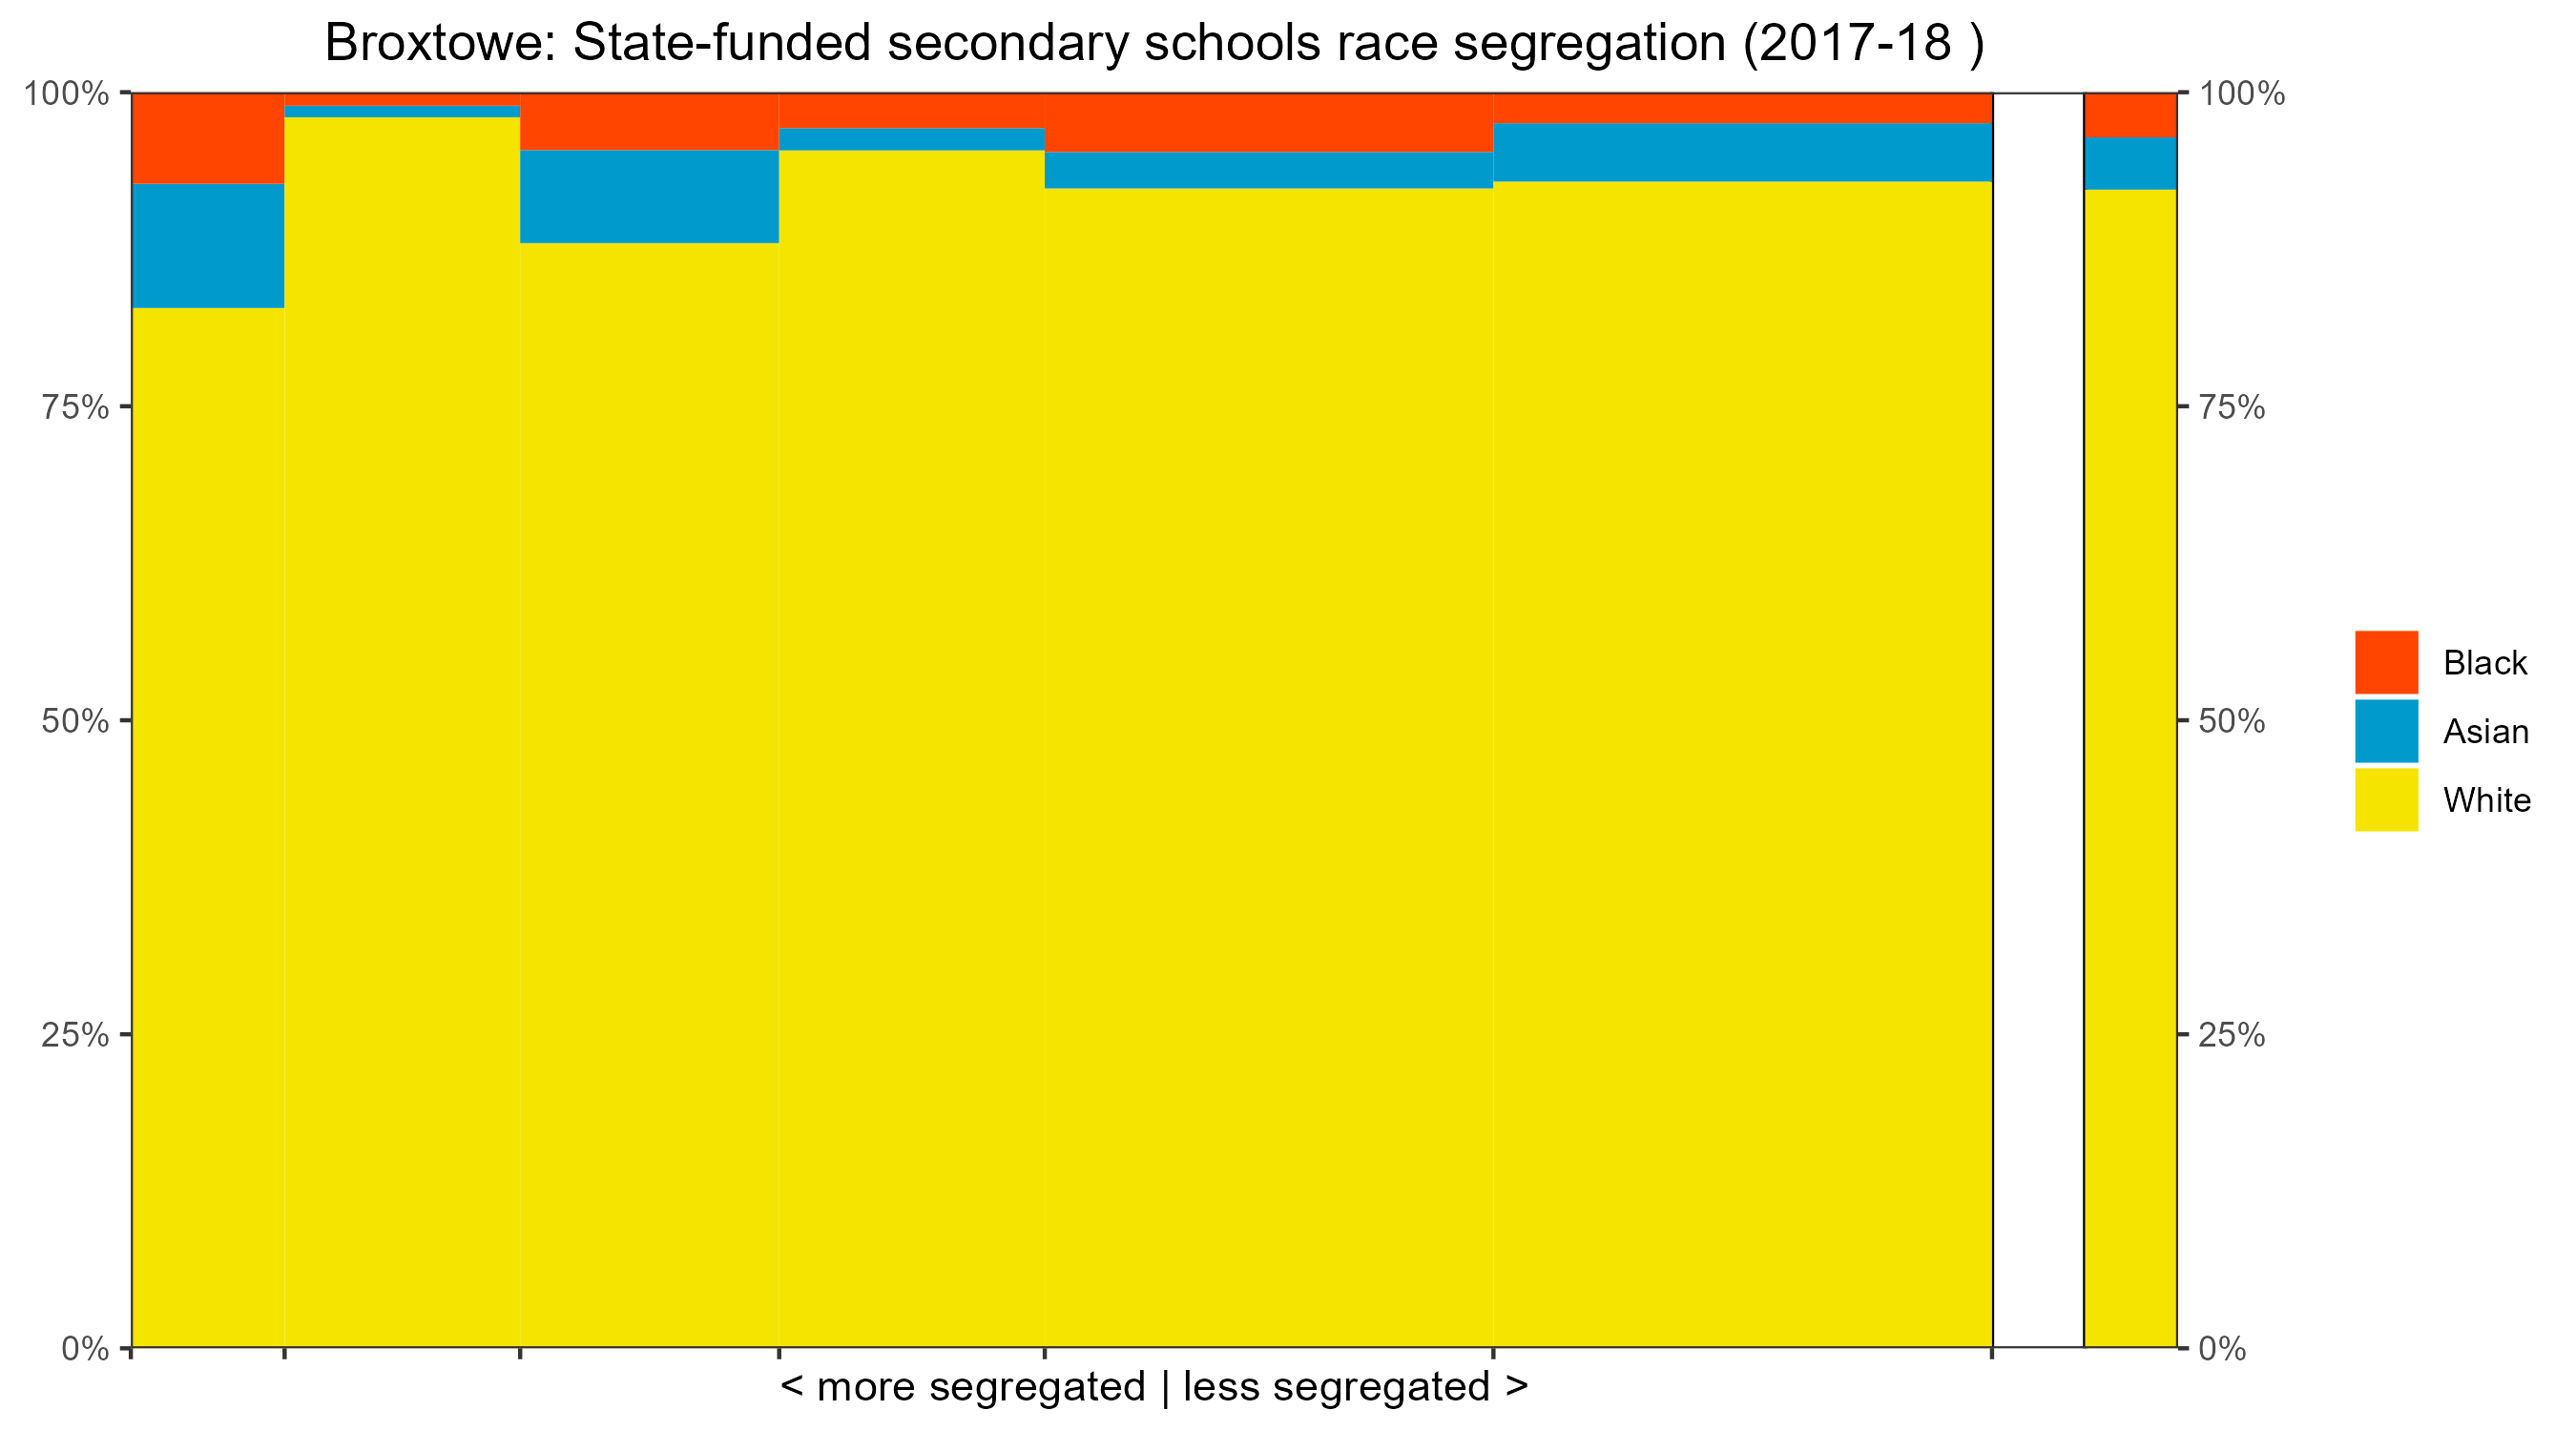 Broxtowe: State-funded secondary schools race segregation (2017-18 )
100%
100%
75%
75%
50%
50%
25%
25%
0%
0%
Black
Asian
White
< more segregated | less segregated >